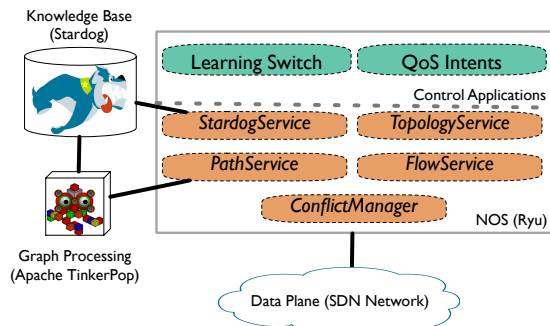 Knowledge Base
(Stardog)
Learning Switch
QoS Intents
Control Applications
StardogService
TopologyService
PathService
FlowService
ConflictManager
NOS (Ryu)
Graph Processing
(Apache TinkerPop)
Data Plane (SDN Network)